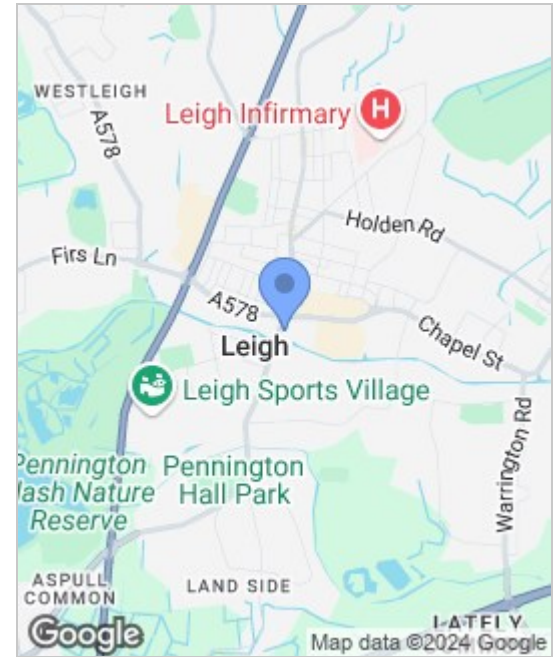 WESTLEIGH
A578
Leigh Infirmary
H
Holden Rd
Firs Ln
A578
Chapel St
Leigh
Leigh Sports Village
Warrington Rd
Pennington
lash Nature
Reserve
Pennington
Hall Park
ASPULL
COMMON
LAND SIDE
LATELY
Google
Map data ©2024 Google